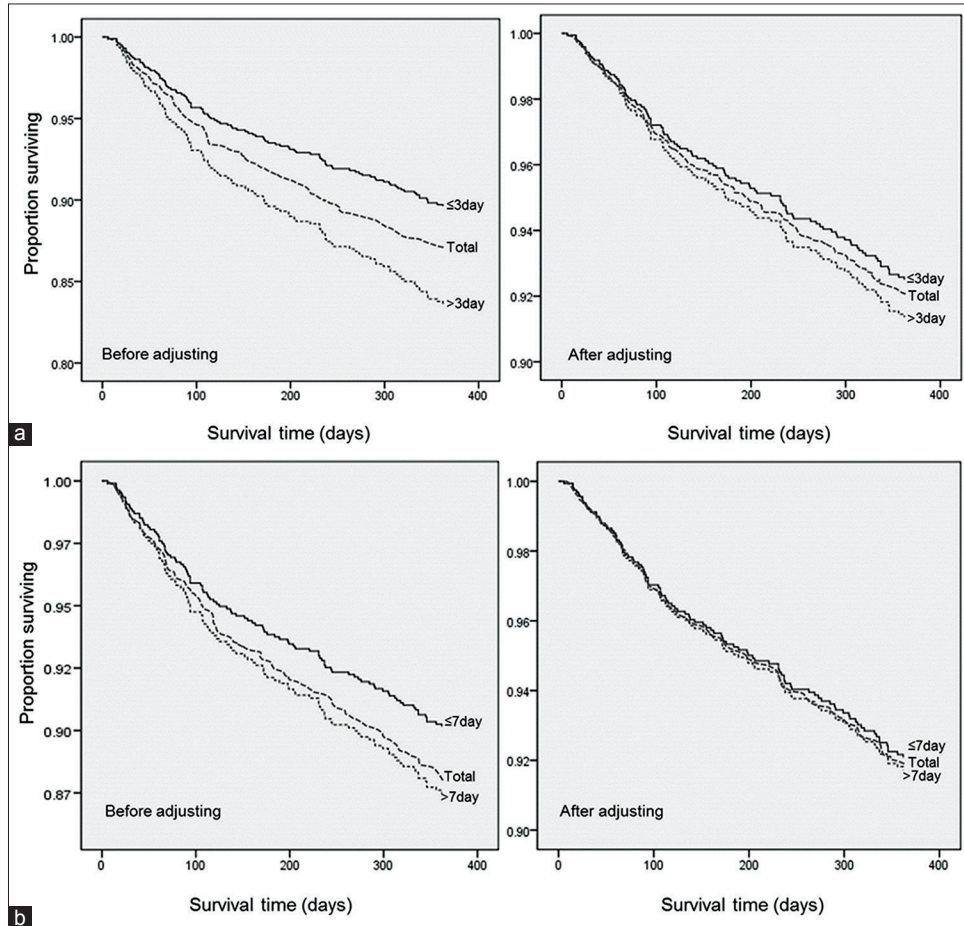 Proportion surviving
1.00
0.95
0.90
0.85
0.80
≤3day
Total
>3day
Before adjusting
0 100 200 300 400
Survival time (days)
1.00
0.98
0.96
0.94
0.92
0.90
≤3day
Total
>3day
After adjusting
0 100 200 300 400
Survival time (days)
a
Proportion surviving
1.00
0.97
0.95
0.92
0.90
0.87
≤7day
Total
>7day
Before adjusting
0 100 200 300 400
Survival time (days)
1.00
0.98
0.96
0.94
0.92
0.90
≤7day
Total
>7day
After adjusting
0 100 200 300 400
Survival time (days)
b